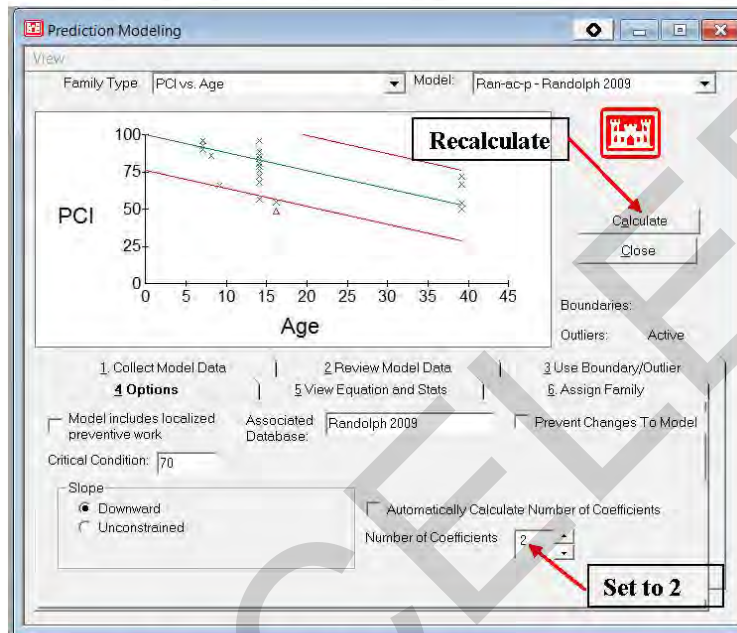 Prediction Modeling
View
Family Type PCI vs. Age Model: Ran-ac-p - Randolph 2009
Recalculate
100
75
50
25
0
PCI
0 5 10 15 20 25 30 35 40 45
Age
Calculate
Close
Boundaries:
Outliers: Active
1. Collect Model Data 2 Review Model Data 3 Use Boundary/Outlier
4 Options 5 View Equation and Stats 6. Assign Family
Model includes localized preventive work
Associated Database: Randolph 2009
Prevent Changes To Model
Critical Condition: 70
Slope
Downward
Unconstrained
Automatically Calculate Number of Coefficients
Number of Coefficients 2
Set to 2